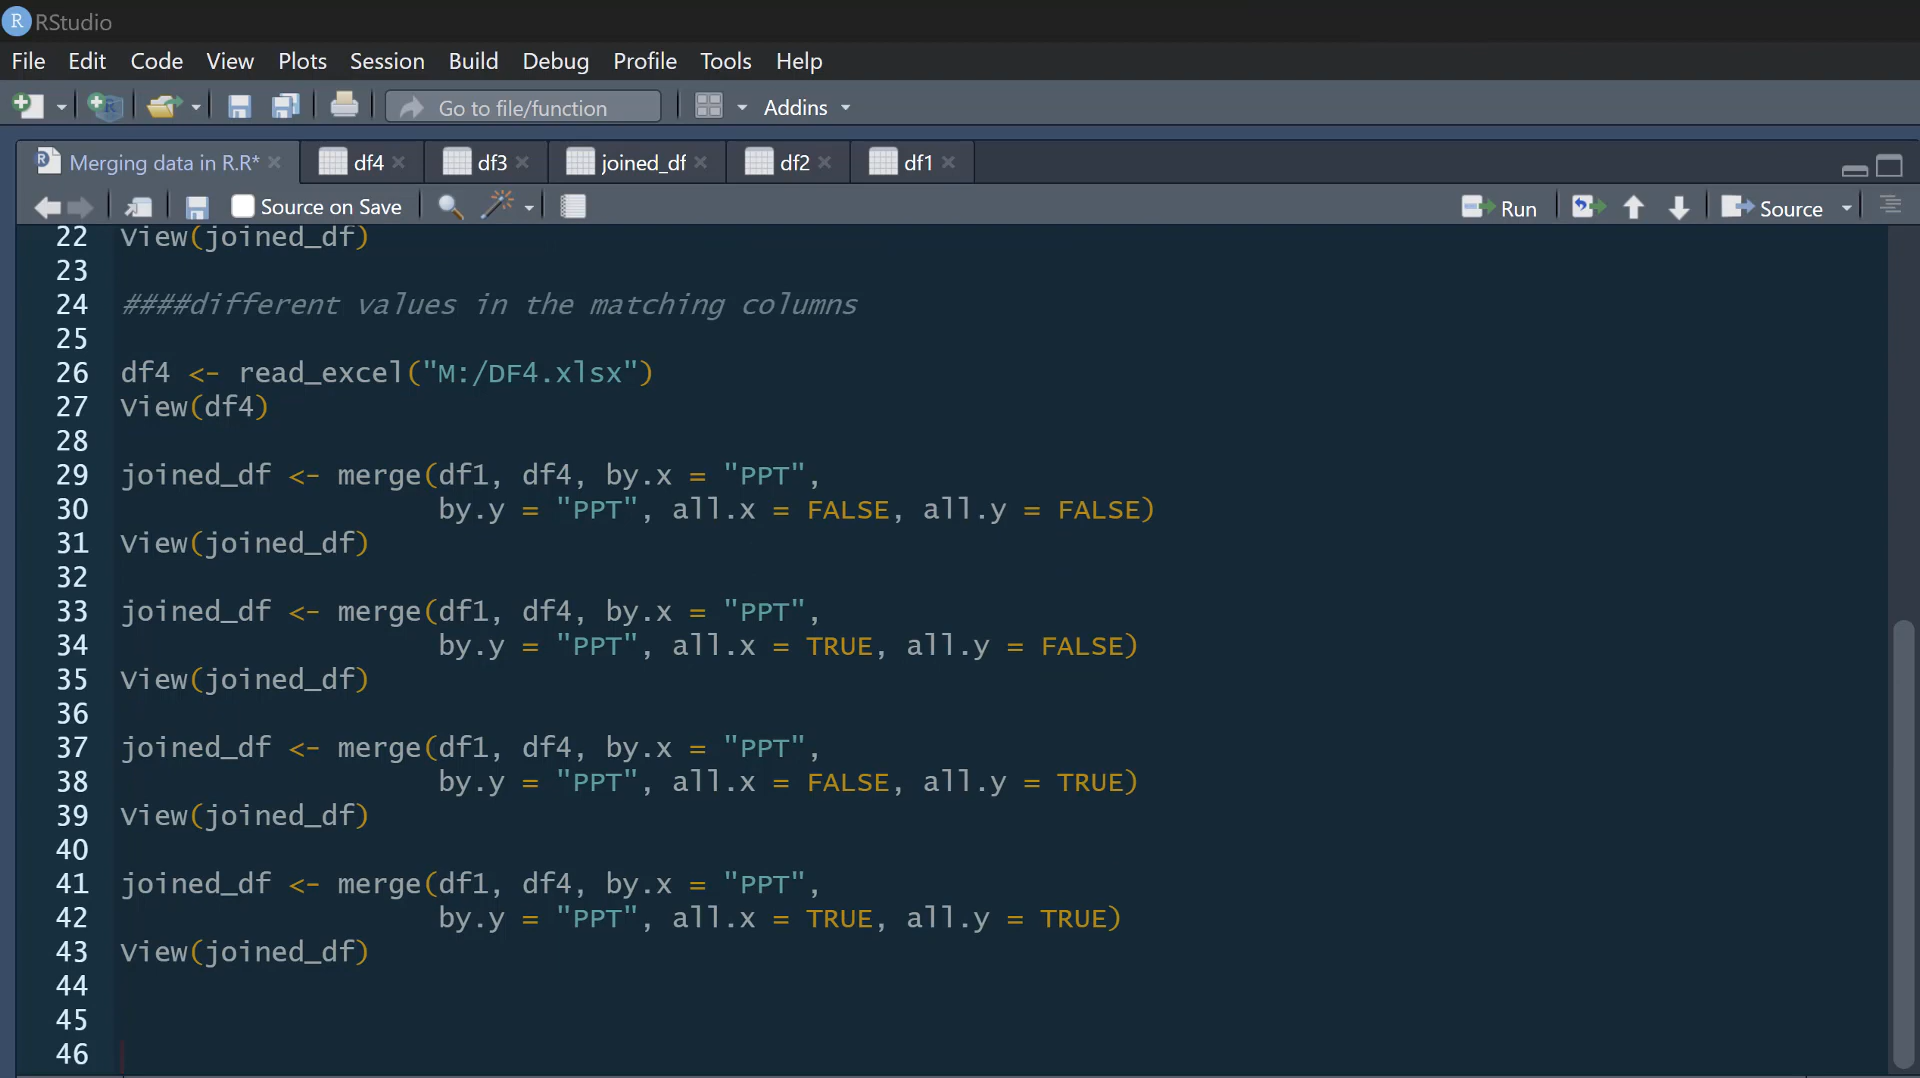 R RStudio
File Edit Code View Plots Session Build Debug Profile Tools Help
Go to file/function Addins
Merging data in R.R* df4 df3 joined_df df2 df1
Source on Save Run Source
22 View(joined_df)
23
24 ####different values in the matching columns
25
26 df4 <- read_excel("M:/DF4.xlsx")
27 View(df4)
28
29 joined_df <- merge(df1, df4, by.x = "PPT",
30 by.y = "PPT", all.x = FALSE, all.y = FALSE)
31 View(joined_df)
32
33 joined_df <- merge(df1, df4, by.x = "PPT",
34 by.y = "PPT", all.x = TRUE, all.y = FALSE)
35 View(joined_df)
36
37 joined_df <- merge(df1, df4, by.x = "PPT",
38 by.y = "PPT", all.x = FALSE, all.y = TRUE)
39 View(joined_df)
40
41 joined_df <- merge(df1, df4, by.x = "PPT",
42 by.y = "PPT", all.x = TRUE, all.y = TRUE)
43 View(joined_df)
44
45
46